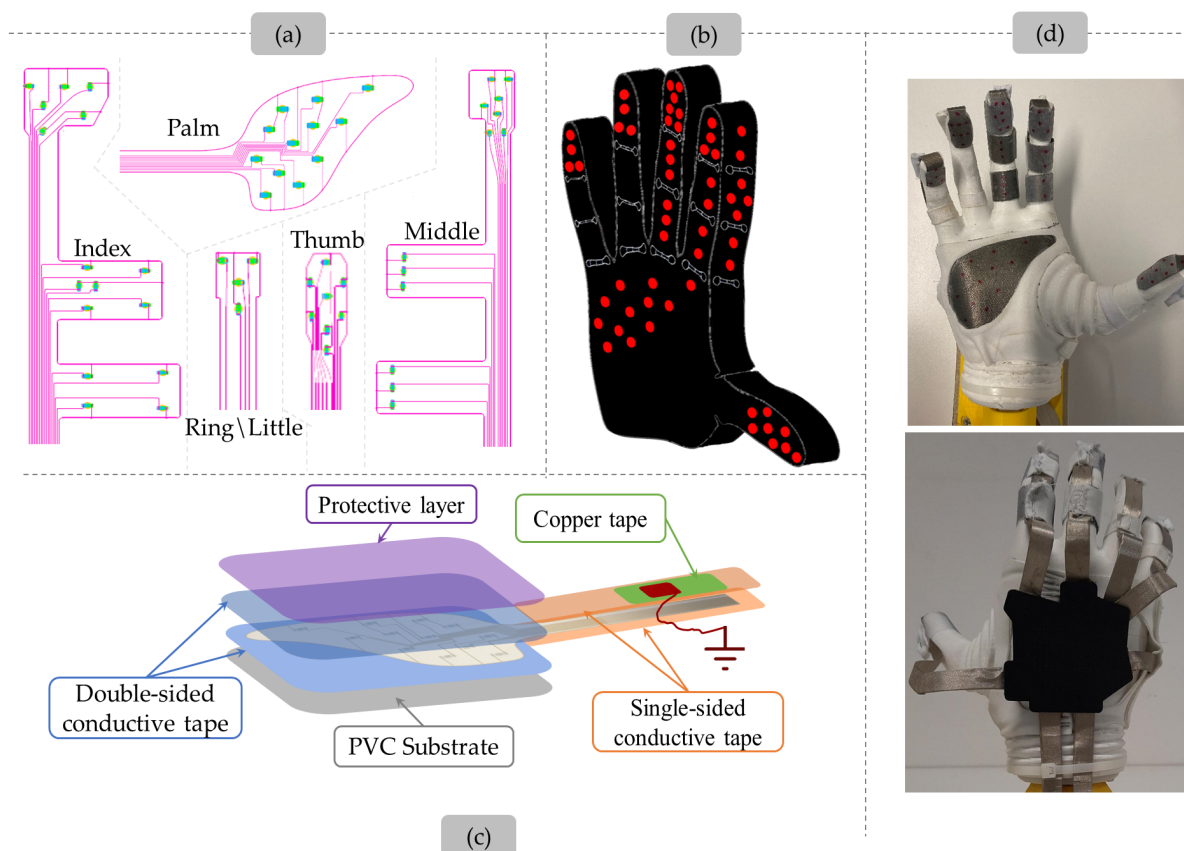 (a)
(b)
(d)
Palm
Index
Thumb
Middle
Ring\Little
Protective layer
Copper tape
Double-sided
conductive tape
PVC Substrate
Single-sided
conductive tape
(c)